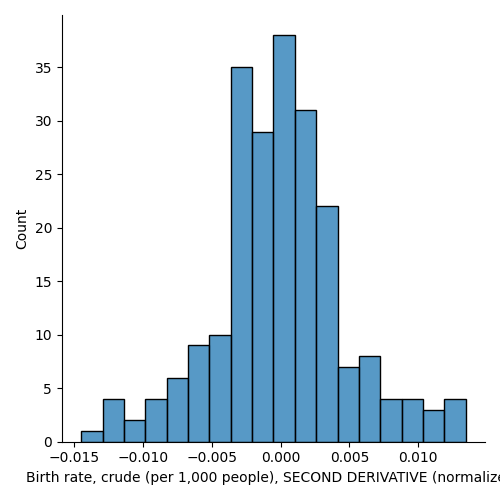 35
30
25
20
15
10
5
0
Count
−0.015 −0.010 −0.005 0.000 0.005 0.010
Birth rate, crude (per 1,000 people), SECOND DERIVATIVE (normalize